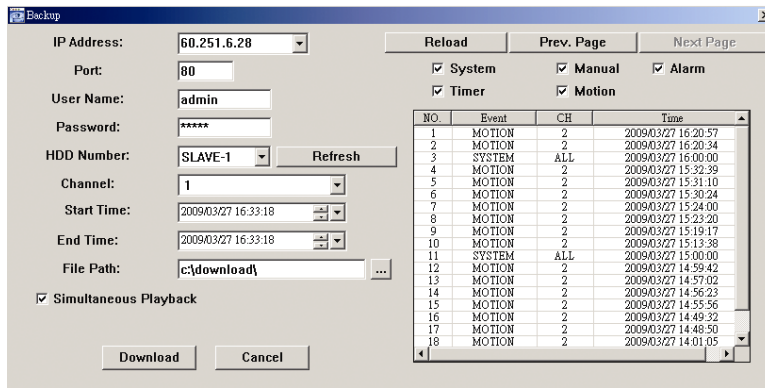 Backup
IP Address: 60.251.6.28
Port: 80
User Name: admin
Password: *****
HDD Number: SLAVE-1 Refresh
Channel: 1
Start Time: 2009/03/27 16:33:18
End Time: 2009/03/27 16:33:18
File Path: c:\download\ ...
Simultaneous Playback
Download Cancel
Reload Prev. Page Next Page
System Manual Alarm
Timer Motion
NO. Event CH Time
1 MOTION 2 2009/03/27 16:20:57
2 MOTION 2 2009/03/27 16:20:34
3 SYSTEM ALL 2009/03/27 16:00:00
4 MOTION 2 2009/03/27 15:32:39
5 MOTION 2 2009/03/27 15:31:10
6 MOTION 2 2009/03/27 15:30:24
7 MOTION 2 2009/03/27 15:24:00
8 MOTION 2 2009/03/27 15:23:20
9 MOTION 2 2009/03/27 15:19:17
10 MOTION 2 2009/03/27 15:13:38
11 SYSTEM ALL 2009/03/27 15:00:00
12 MOTION 2 2009/03/27 14:59:42
13 MOTION 2 2009/03/27 14:57:02
14 MOTION 2 2009/03/27 14:56:23
15 MOTION 2 2009/03/27 14:55:56
16 MOTION 2 2009/03/27 14:49:32
17 MOTION 2 2009/03/27 14:48:50
18 MOTION 2 2009/03/27 14:01:05